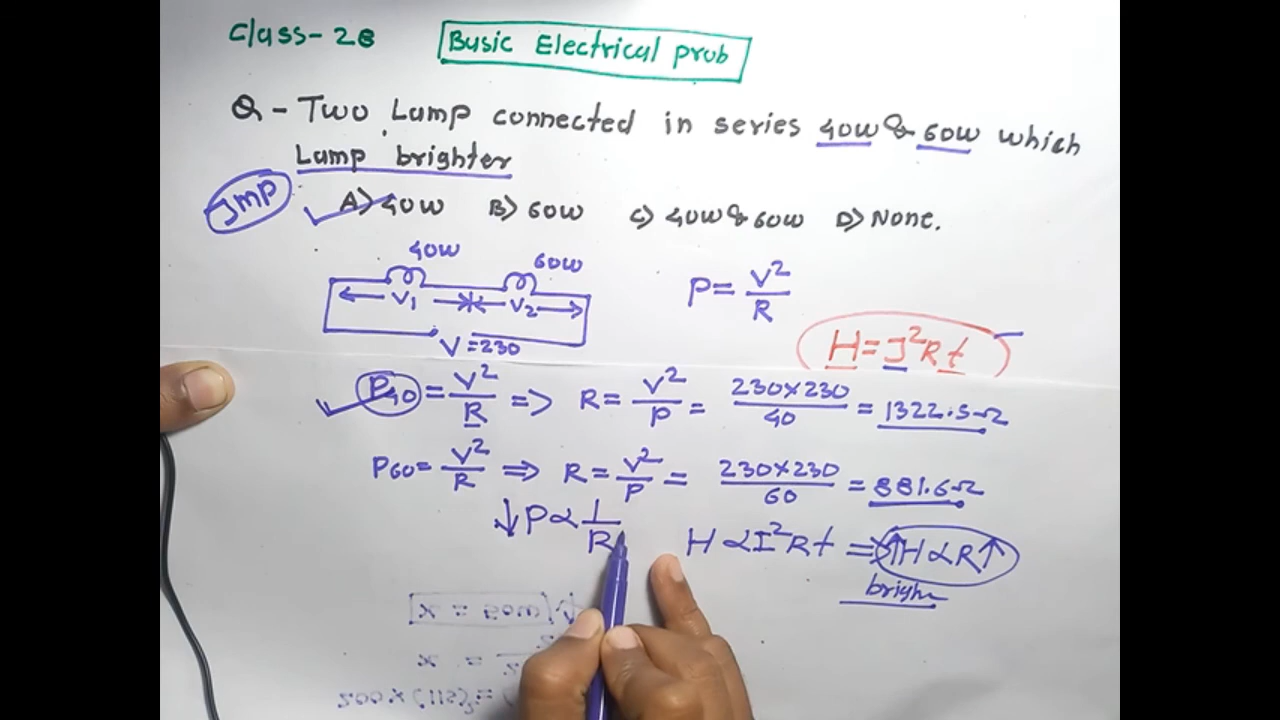 Class-28
Basic Electrical prob
Q - Two Lamp connected in series 40W & 60W which
Lamp brighter
IMP
A) 40W B) 60W C) 40W & 60W D) None.
40W 60W
V1 V2
V=230
P = V²/R
H = I²Rt
P40 = V²/R => R = V²/P = 230×230/40 = 1322.5Ω
P60 = V²/R => R = V²/P = 230×230/60 = 881.6Ω
↓P ∝ 1/R
H ∝ I²Rt => ↑H ∝ R↑
x = 60W
x =